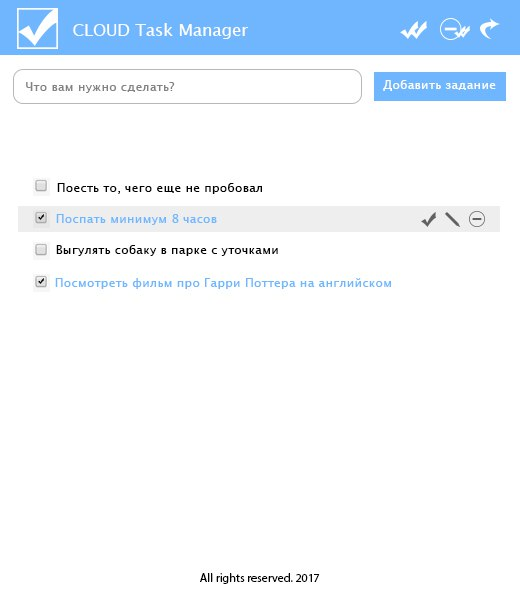 CLOUD Task Manager
Что вам нужно сделать?
Добавить задание
Поесть то, чего еще не пробовал
Поспать минимум 8 часов
Выгулять собаку в парке с уточками
Посмотреть фильм про Гарри Поттера на английском
All rights reserved. 2017